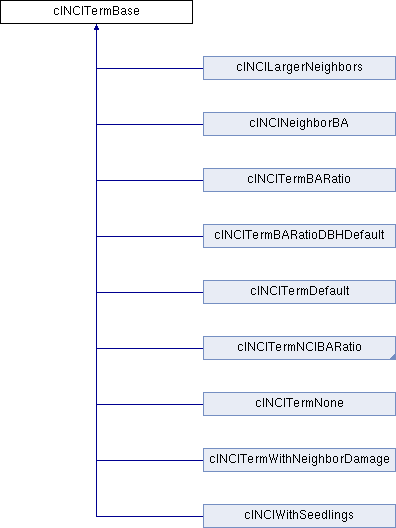 clNCITermBase
clNCILargerNeighbors
clNCINeighborBA
clNCITermBARatio
clNCITermBARatioDBHDefault
clNCITermDefault
clNCITermNCIBARatio
clNCITermNone
clNCITermWithNeighborDamage
clNCIWithSeedlings